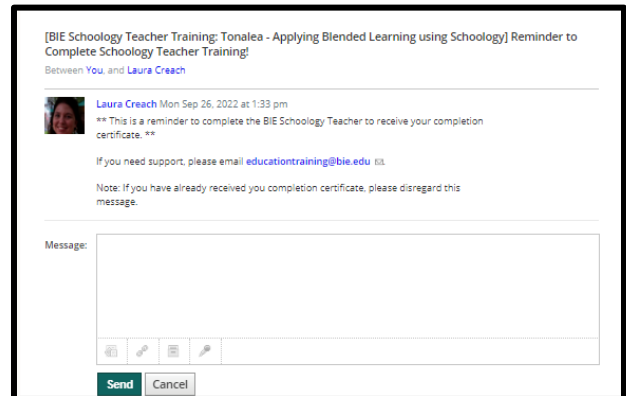 [BIE Schoology Teacher Training: Tonalea - Applying Blended Learning using Schoology] Reminder to
Complete Schoology Teacher Training!
Between You, and Laura Creach
Laura Creach Mon Sep 26, 2022 at 1:33 pm
** This is a reminder to complete the BIE Schoology Teacher to receive your completion
certificate. **
If you need support, please email educationtraining@bie.edu
Note: If you have already received you completion certificate, please disregard this
message.
Message:
Send Cancel